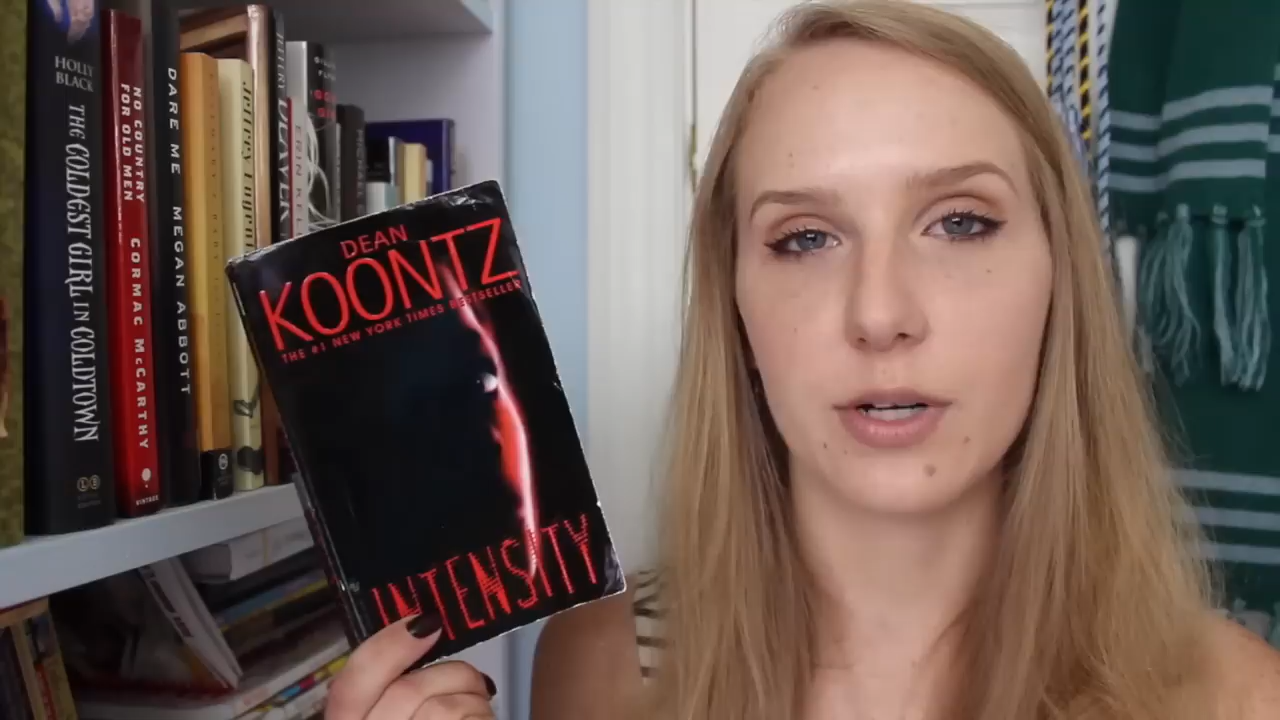 HOLLY
BLACK
THE COLDEST GIRL IN COLDTOWN
NO COUNTRY
FOR OLD MEN
CORMAC McCARTHY
VINTAGE
DARE ME
MEGAN ABBOTT
DEAN
KOONTZ
THE #1 NEW YORK TIMES BESTSELLER
INTENSITY